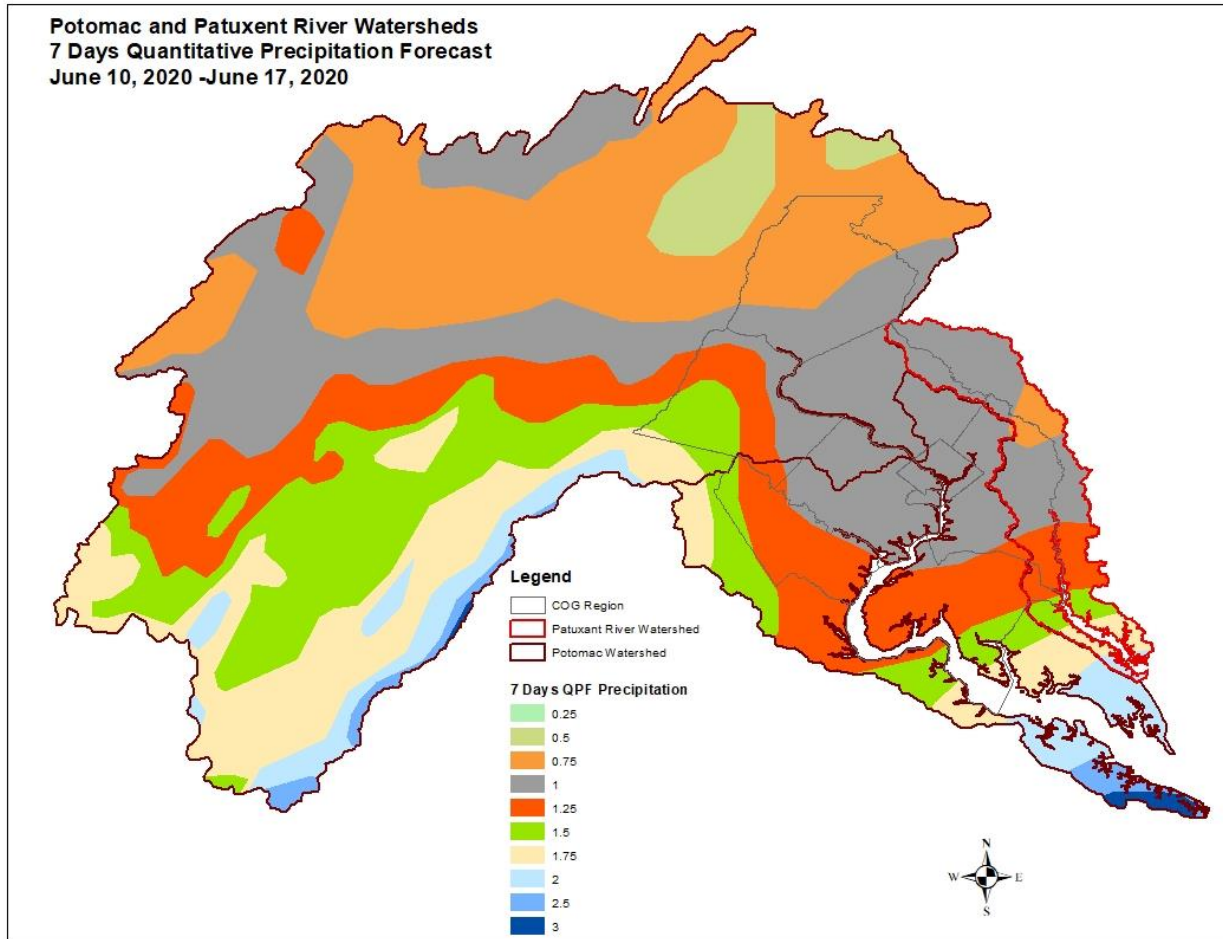 Potomac and Patuxent River Watersheds
7 Days Quantitative Precipitation Forecast
June 10, 2020 -June 17, 2020
Legend
COG Region
Patuxant River Watershed
Potomac Watershed
7 Days QPF Precipitation
0.25
0.5
0.75
1
1.25
1.5
1.75
2
2.5
3
N
W E
S